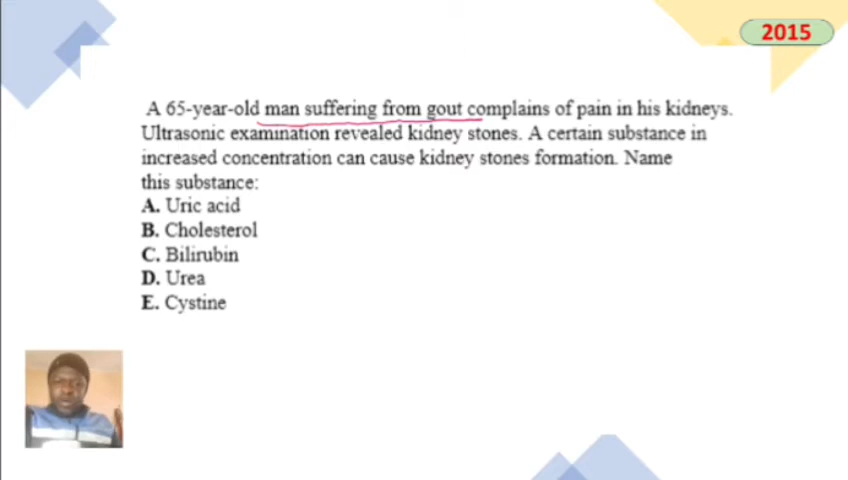 2015
A 65-year-old man suffering from gout complains of pain in his kidneys.
Ultrasonic examination revealed kidney stones. A certain substance in
increased concentration can cause kidney stones formation. Name
this substance:
A. Uric acid
B. Cholesterol
C. Bilirubin
D. Urea
E. Cystine